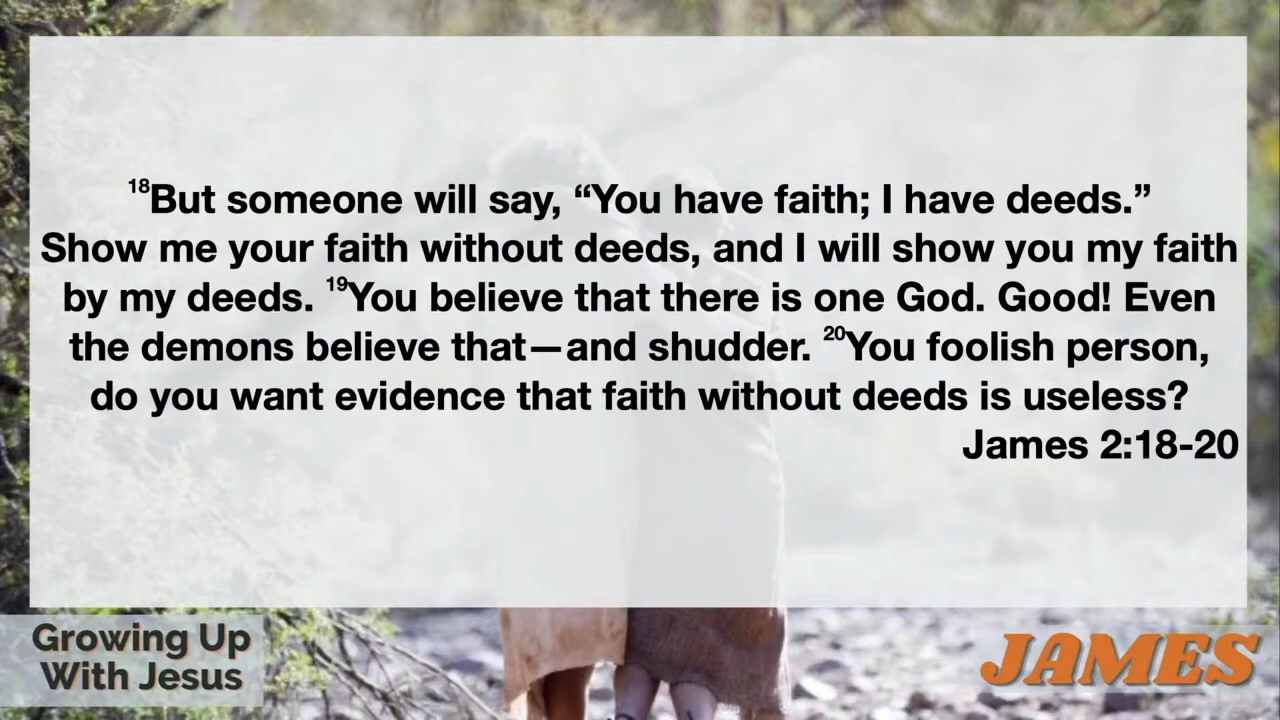 ¹⁸But someone will say, “You have faith; I have deeds.”
Show me your faith without deeds, and I will show you my faith
by my deeds. ¹⁹You believe that there is one God. Good! Even
the demons believe that—and shudder. ²⁰You foolish person,
do you want evidence that faith without deeds is useless?
James 2:18-20
Growing Up
With Jesus
JAMES